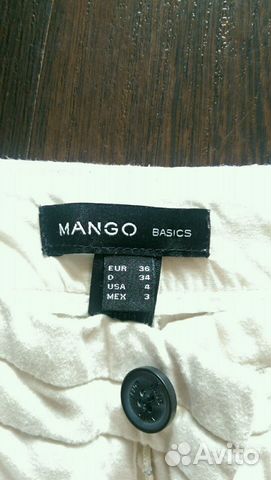 MANGO BASICS
EUR 36
D 34
USA 4
MEX 3
Avito